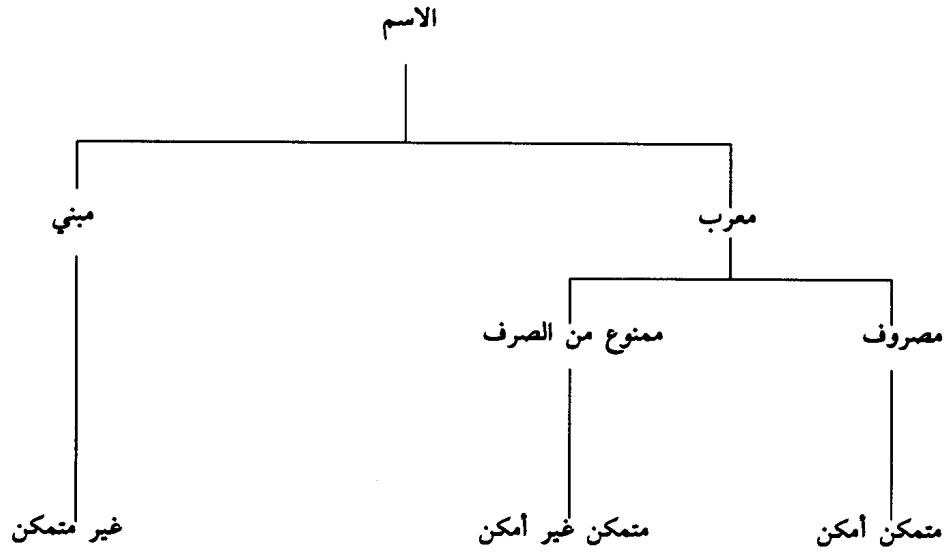 الاسم
معرب
مبني
مصروف
ممنوع من الصرف
متمكن أمكن
متمكن غير أمكن
غير متمكن